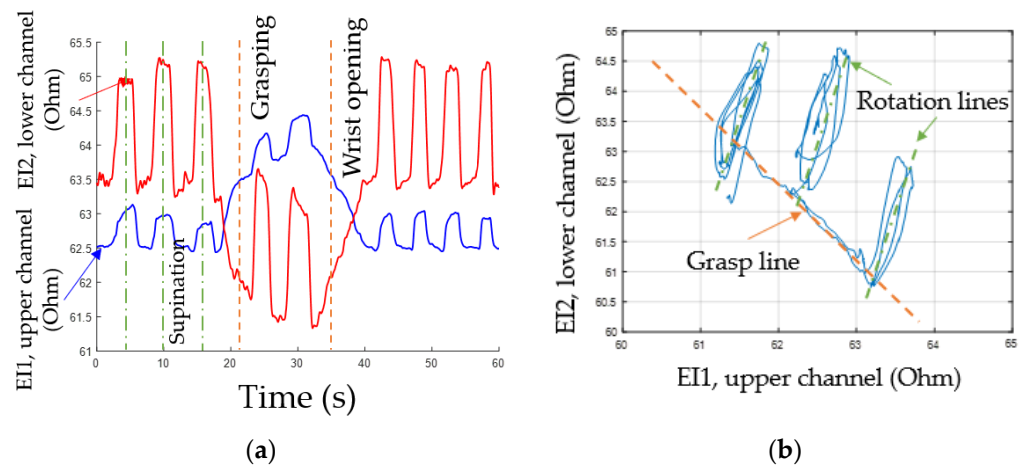 EI1, upper channel
(Ohm)
EI2, lower channel
(Ohm)
65.5
65
64.5
64
63.5
63
62.5
62
61.5
61
Grasping
Wrist opening
Supination
0
10
20
30
40
50
60
Time (s)
(a)
EI2, lower channel (Ohm)
65
64.5
64
63.5
63
62.5
62
61.5
61
60.5
60
Rotation lines
Grasp line
60
61
62
63
64
65
EI1, upper channel (Ohm)
(b)